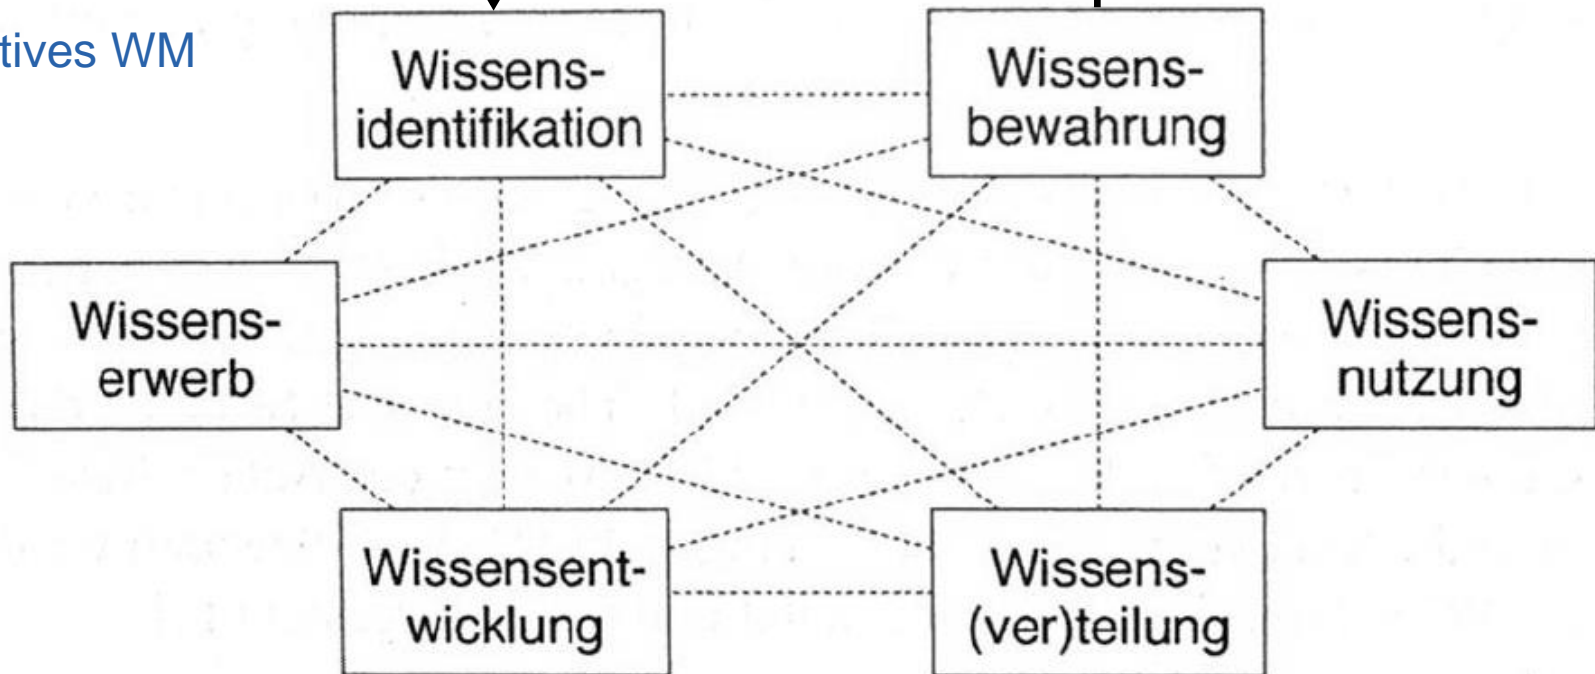 tives WM
Wissens-
identifikation
Wissens-
bewahrung
Wissens-
erwerb
Wissens-
nutzung
Wissensent-
wicklung
Wissens-
(ver)teilung